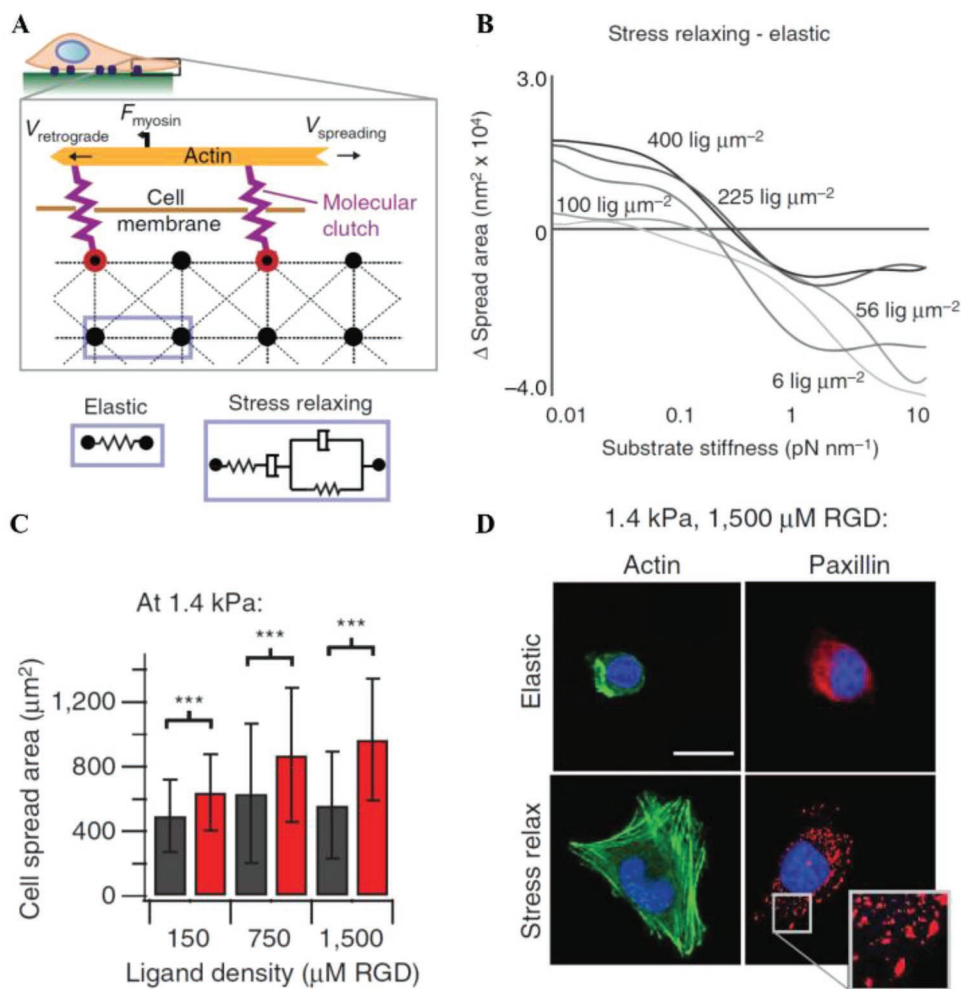 A
V retrograde
F myosin
V spreading
Actin
Cell
membrane
Molecular
clutch
Elastic
Stress relaxing
B
Stress relaxing - elastic
Δ Spread area (nm² x 10⁴)
3.0
0
−4.0
400 lig μm⁻²
225 lig μm⁻²
100 lig μm⁻²
56 lig μm⁻²
6 lig μm⁻²
0.01
0.1
1
10
Substrate stiffness (pN nm⁻¹)
C
At 1.4 kPa:
Cell spread area (μm²)
1,200
800
400
0
***
***
***
150
750
1,500
Ligand density (μM RGD)
D
1.4 kPa, 1,500 μM RGD:
Actin
Paxillin
Elastic
Stress relax